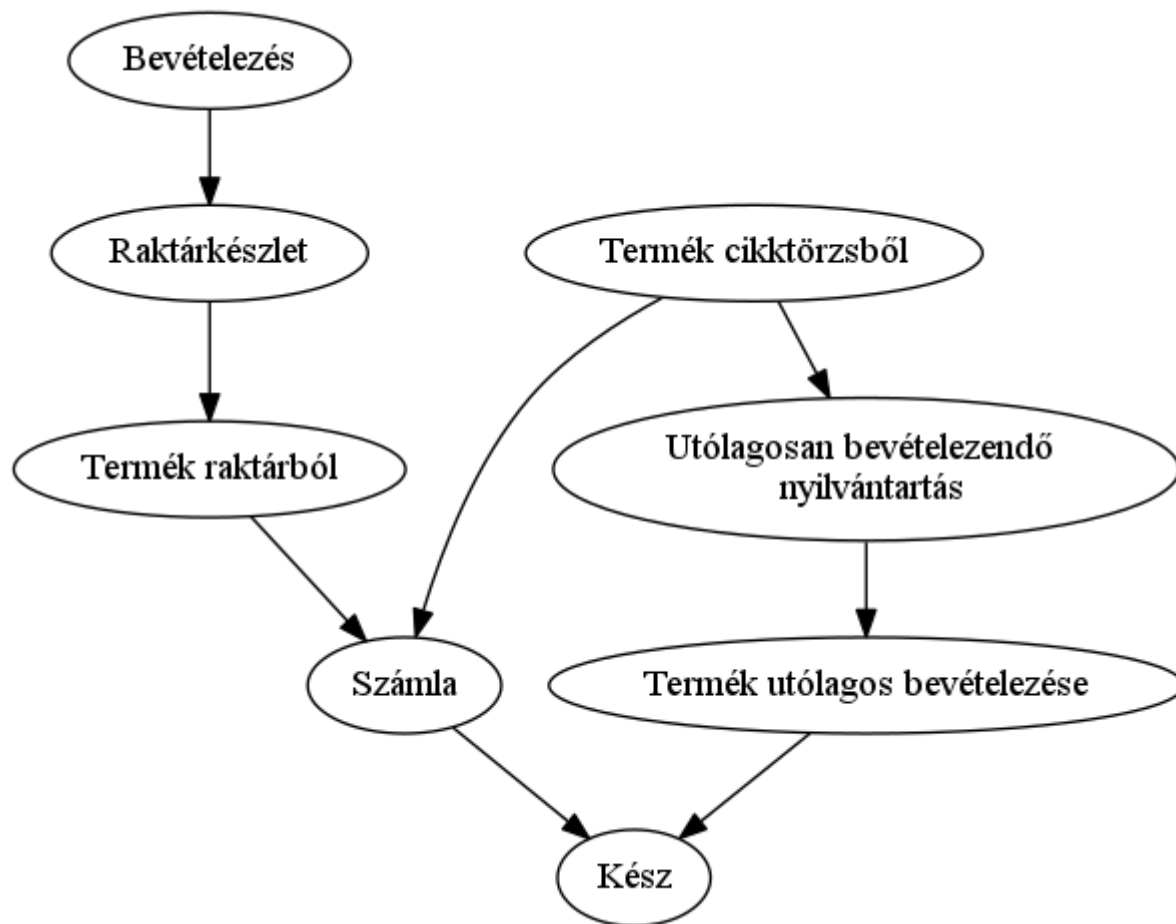 Bevételezés
Raktárkészlet
Termék cikktörzsből
Termék raktárból
Utólagosan bevételezendő
nyilvántartás
Számla
Termék utólagos bevételezése
Kész